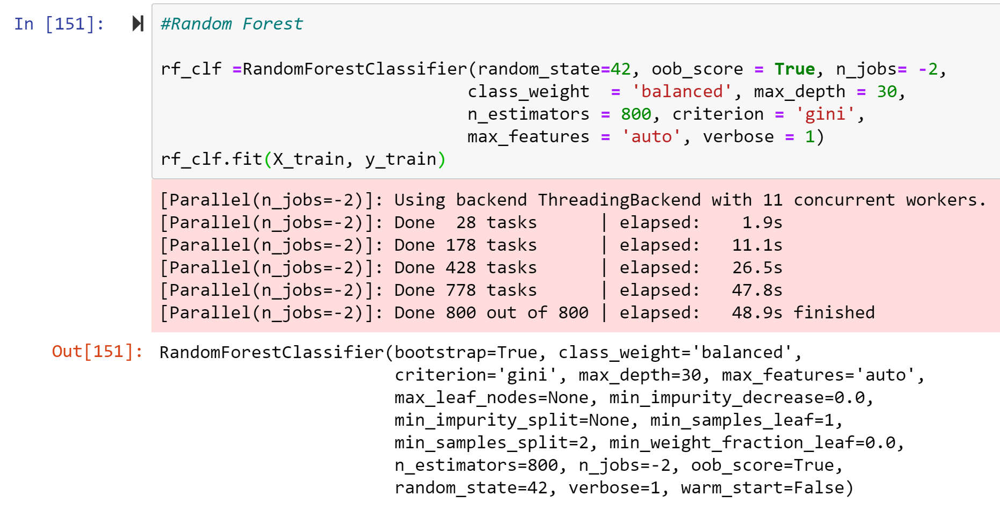 In [151]: #Random Forest
rf_clf =RandomForestClassifier(random_state=42, oob_score = True, n_jobs= -2,
class_weight  = 'balanced', max_depth = 30,
n_estimators = 800, criterion = 'gini',
max_features = 'auto', verbose = 1)
rf_clf.fit(X_train, y_train)
[Parallel(n_jobs=-2)]: Using backend ThreadingBackend with 11 concurrent workers.
[Parallel(n_jobs=-2)]: Done  28 tasks      | elapsed:    1.9s
[Parallel(n_jobs=-2)]: Done 178 tasks      | elapsed:   11.1s
[Parallel(n_jobs=-2)]: Done 428 tasks      | elapsed:   26.5s
[Parallel(n_jobs=-2)]: Done 778 tasks      | elapsed:   47.8s
[Parallel(n_jobs=-2)]: Done 800 out of 800 | elapsed:   48.9s finished
Out[151]: RandomForestClassifier(bootstrap=True, class_weight='balanced',
criterion='gini', max_depth=30, max_features='auto',
max_leaf_nodes=None, min_impurity_decrease=0.0,
min_impurity_split=None, min_samples_leaf=1,
min_samples_split=2, min_weight_fraction_leaf=0.0,
n_estimators=800, n_jobs=-2, oob_score=True,
random_state=42, verbose=1, warm_start=False)